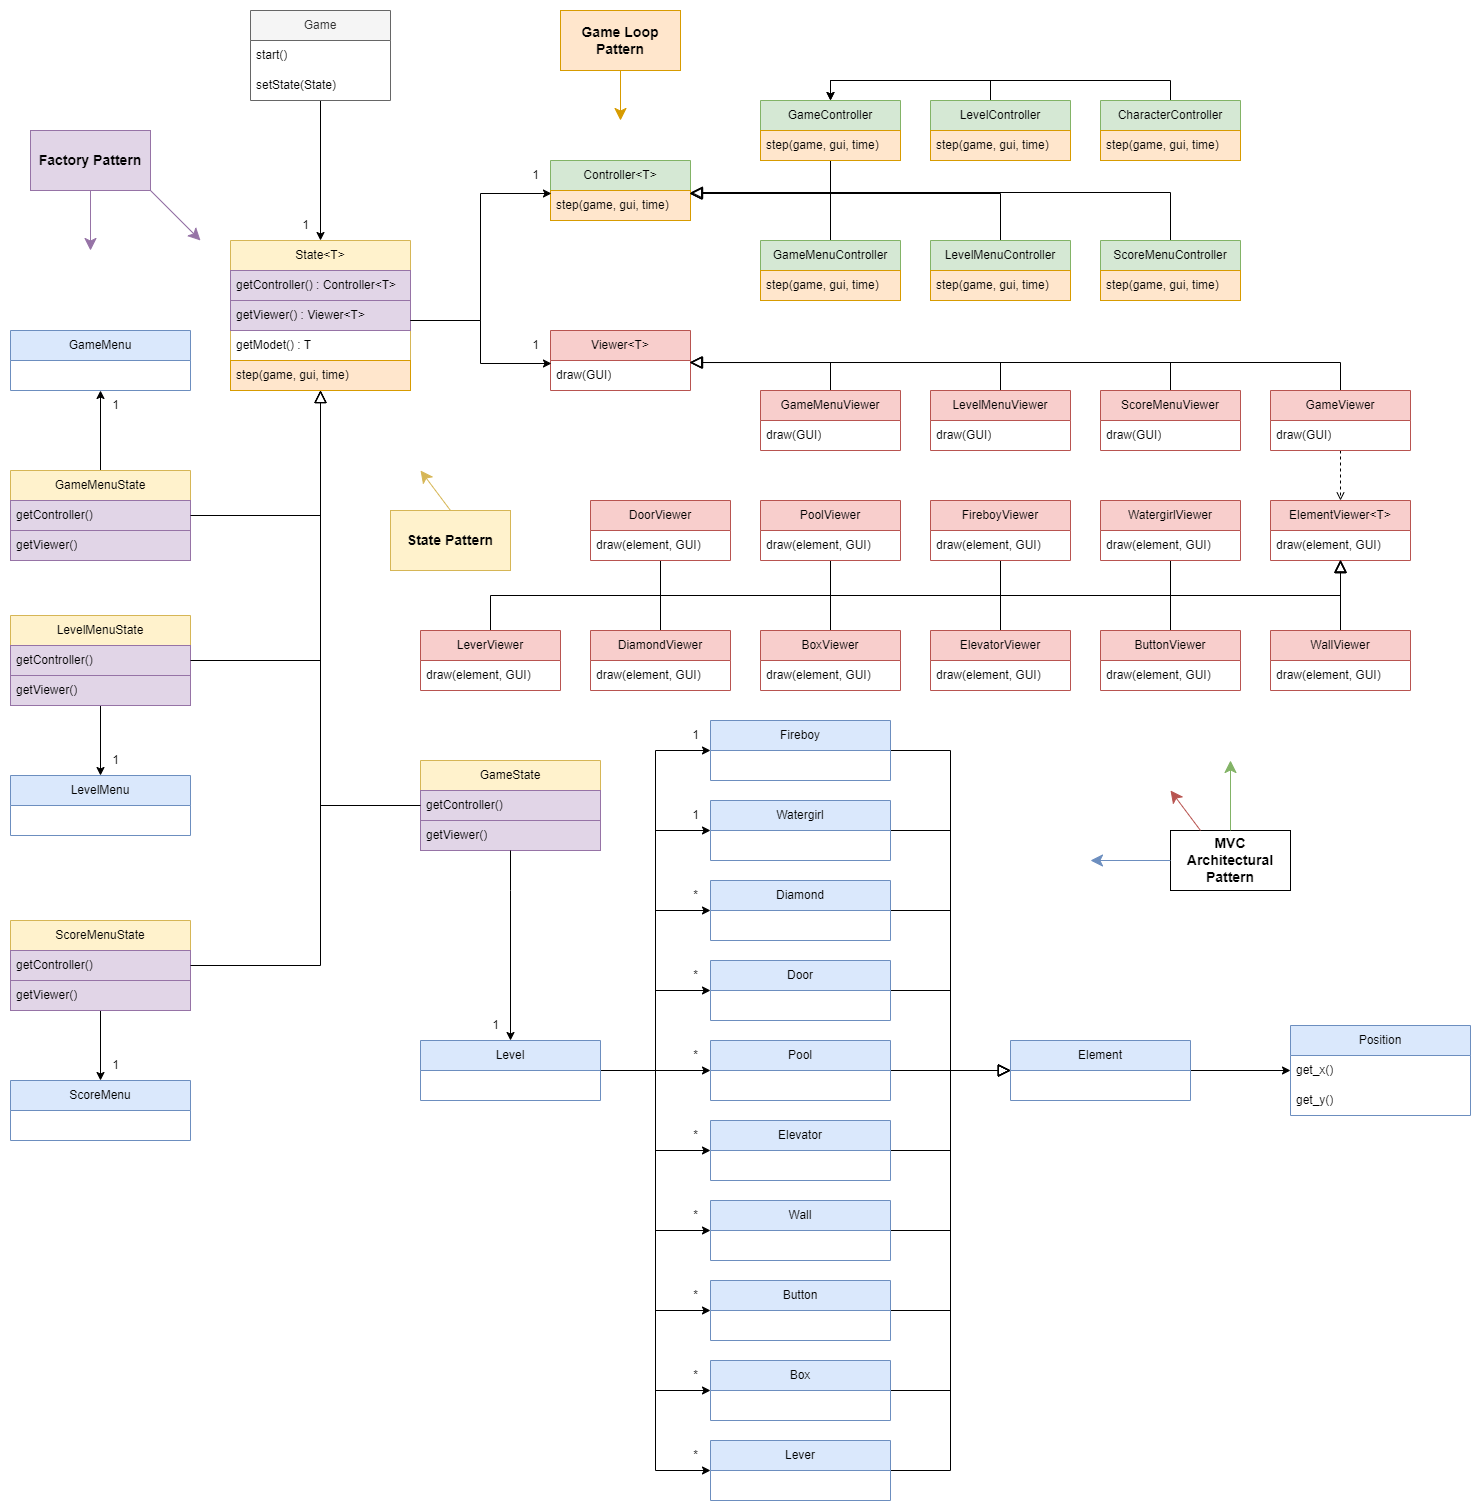 Game
start()
setState(State)
Game Loop
Pattern
Factory Pattern
GameController
step(game, gui, time)
LevelController
step(game, gui, time)
CharacterController
step(game, gui, time)
1
Controller<T>
step(game, gui, time)
1
State<T>
getController() : Controller<T>
getViewer() : Viewer<T>
getModet() : T
step(game, gui, time)
GameMenuController
step(game, gui, time)
LevelMenuController
step(game, gui, time)
ScoreMenuController
step(game, gui, time)
1
Viewer<T>
draw(GUI)
GameMenu
1
GameMenuViewer
draw(GUI)
LevelMenuViewer
draw(GUI)
ScoreMenuViewer
draw(GUI)
GameViewer
draw(GUI)
GameMenuState
getController()
getViewer()
State Pattern
DoorViewer
draw(element, GUI)
PoolViewer
draw(element, GUI)
FireboyViewer
draw(element, GUI)
WatergirlViewer
draw(element, GUI)
ElementViewer<T>
draw(element, GUI)
LevelMenuState
getController()
getViewer()
1
LevelMenu
LeverViewer
draw(element, GUI)
DiamondViewer
draw(element, GUI)
BoxViewer
draw(element, GUI)
ElevatorViewer
draw(element, GUI)
ButtonViewer
draw(element, GUI)
WallViewer
draw(element, GUI)
GameState
getController()
getViewer()
1
Fireboy
1
Watergirl
*
Diamond
*
Door
*
Pool
*
Elevator
*
Wall
*
Button
*
Box
*
Lever
MVC
Architectural
Pattern
ScoreMenuState
getController()
getViewer()
1
ScoreMenu
1
Level
Element
Position
get_x()
get_y()